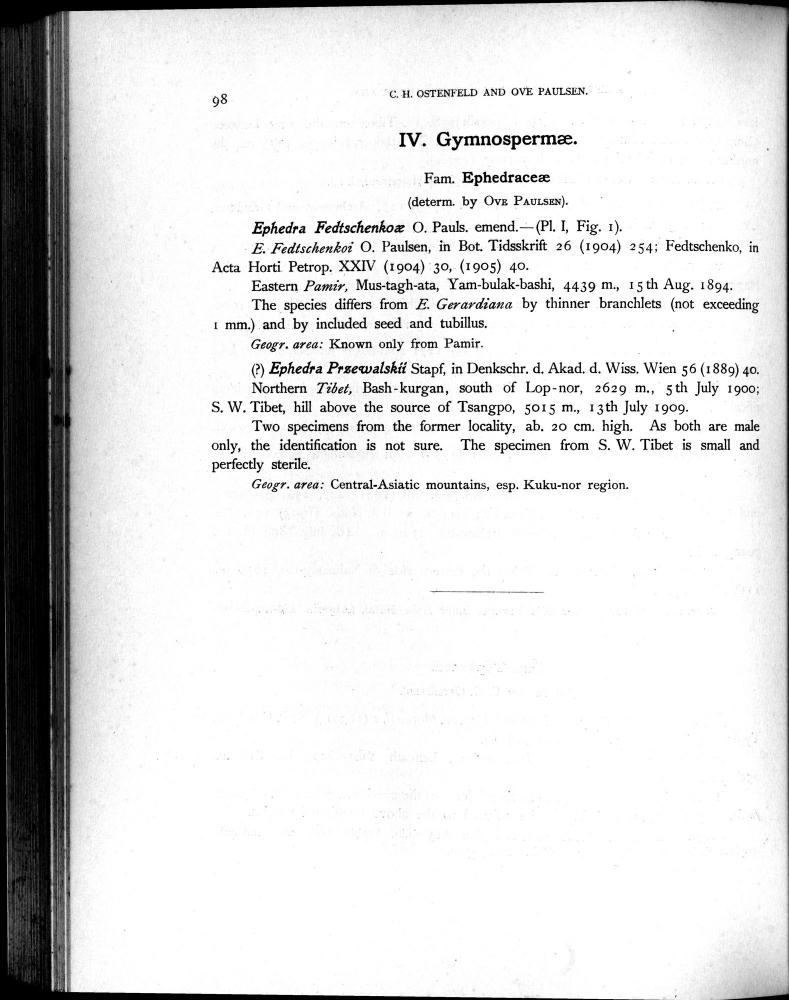 98
C. H. OSTENFELD AND OVE PAULSEN.
IV. Gymnospermæ.
Fam. Ephedraceæ
(determ. by OVE PAULSEN).
Ephedra Fedtschenkoæ O. Pauls. emend.—(Pl. I, Fig. 1).
E. Fedtschenkoi O. Paulsen, in Bot. Tidsskrift 26 (1904) 254; Fedtschenko, in
Acta Horti Petrop. XXIV (1904) 30, (1905) 40.
Eastern Pamir, Mus-tagh-ata, Yam-bulak-bashi, 4439 m., 15th Aug. 1894.
The species differs from E. Gerardiana by thinner branchlets (not exceeding
1 mm.) and by included seed and tubillus.
Geogr. area: Known only from Pamir.
(?) Ephedra Przewalskii Stapf, in Denkschr. d. Akad. d. Wiss. Wien 56 (1889) 40.
Northern Tibet, Bash-kurgan, south of Lop-nor, 2629 m., 5th July 1900;
S. W. Tibet, hill above the source of Tsangpo, 5015 m., 13th July 1909.
Two specimens from the former locality, ab. 20 cm. high. As both are male
only, the identification is not sure. The specimen from S. W. Tibet is small and
perfectly sterile.
Geogr. area: Central-Asiatic mountains, esp. Kuku-nor region.